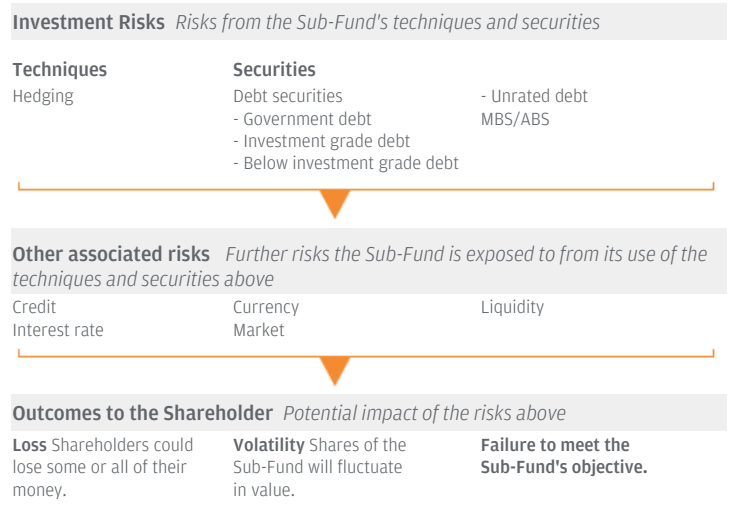 Investment Risks Risks from the Sub-Fund's techniques and securities
Techniques
Hedging
Securities
Debt securities
- Government debt
- Investment grade debt
- Below investment grade debt
- Unrated debt
MBS/ABS
Other associated risks Further risks the Sub-Fund is exposed to from its use of the
techniques and securities above
Credit
Interest rate
Currency
Market
Liquidity
Outcomes to the Shareholder Potential impact of the risks above
Loss Shareholders could
lose some or all of their
money.
Volatility Shares of the
Sub-Fund will fluctuate
in value.
Failure to meet the
Sub-Fund's objective.